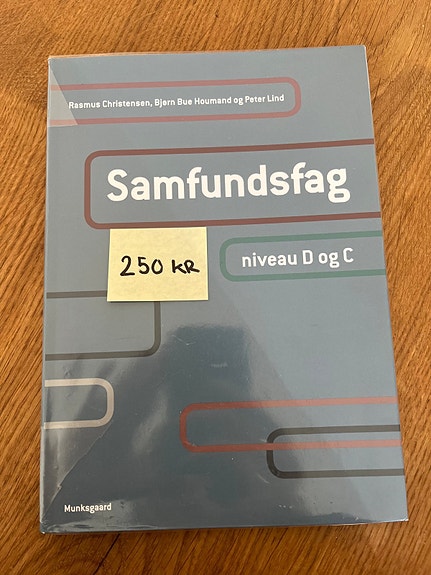 Rasmus Christensen, Bjørn Bue Houmand og Peter Lind
Samfundsfag
250 KR
niveau D og C
Munksgaard